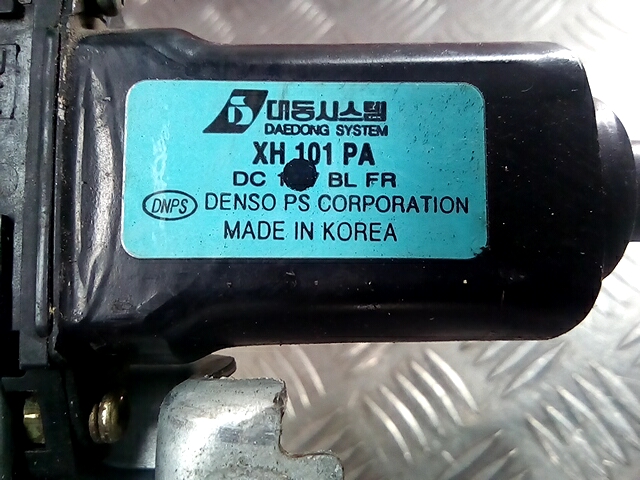 대동시스템
DAEDONG SYSTEM
XH 101 PA
DC BL FR
DNPS DENSO PS CORPORATION
MADE IN KOREA